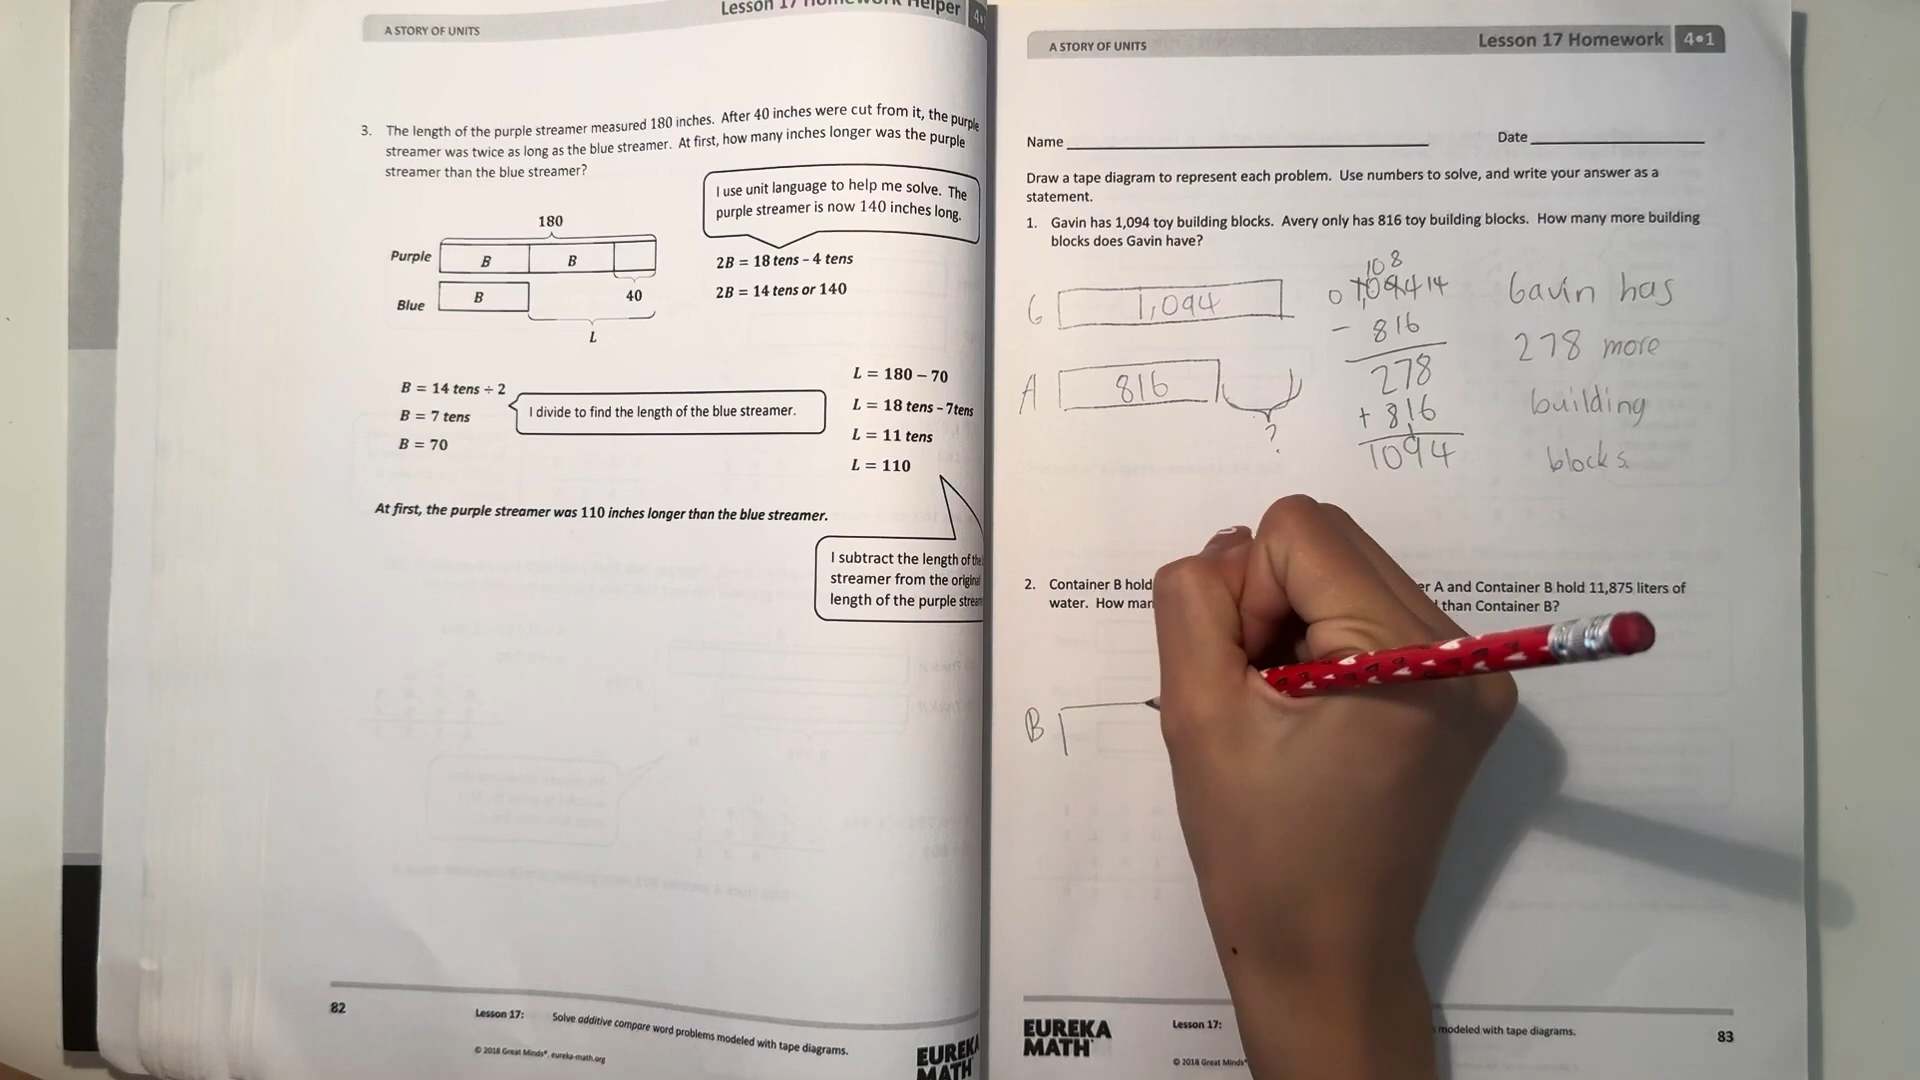 A STORY OF UNITS
Lesson 17 Homework Helper
3. The length of the purple streamer measured 180 inches. After 40 inches were cut from it, the purple
streamer was twice as long as the blue streamer. At first, how many inches longer was the purple
streamer than the blue streamer?
I use unit language to help me solve. The
purple streamer is now 140 inches long.
180
Purple B B
Blue B 40
L
2B = 18 tens – 4 tens
2B = 14 tens or 140
B = 14 tens ÷ 2
B = 7 tens
B = 70
I divide to find the length of the blue streamer.
L = 180 – 70
L = 18 tens – 7 tens
L = 11 tens
L = 110
At first, the purple streamer was 110 inches longer than the blue streamer.
I subtract the length of the
streamer from the original
length of the purple
82
Lesson 17: Solve additive compare word problems modeled with tape diagrams.
© 2018 Great Minds®. eureka-math.org
EUREKA
MATH
A STORY OF UNITS
Lesson 17 Homework 4•1
Name
Date
Draw a tape diagram to represent each problem. Use numbers to solve, and write your answer as a
statement.
1. Gavin has 1,094 toy building blocks. Avery only has 816 toy building blocks. How many more building
blocks does Gavin have?
G 1,094
A 816
?
10 8
0 1,094 14
– 816
278
+ 816
1
1094
Gavin has
278 more
building
blocks.
2. Container B A and Container B hold 11,875 liters of
water. How than Container B?
B
EUREKA
MATH
Lesson 17:
modeled with tape diagrams.
© 2018 Great Minds®
83